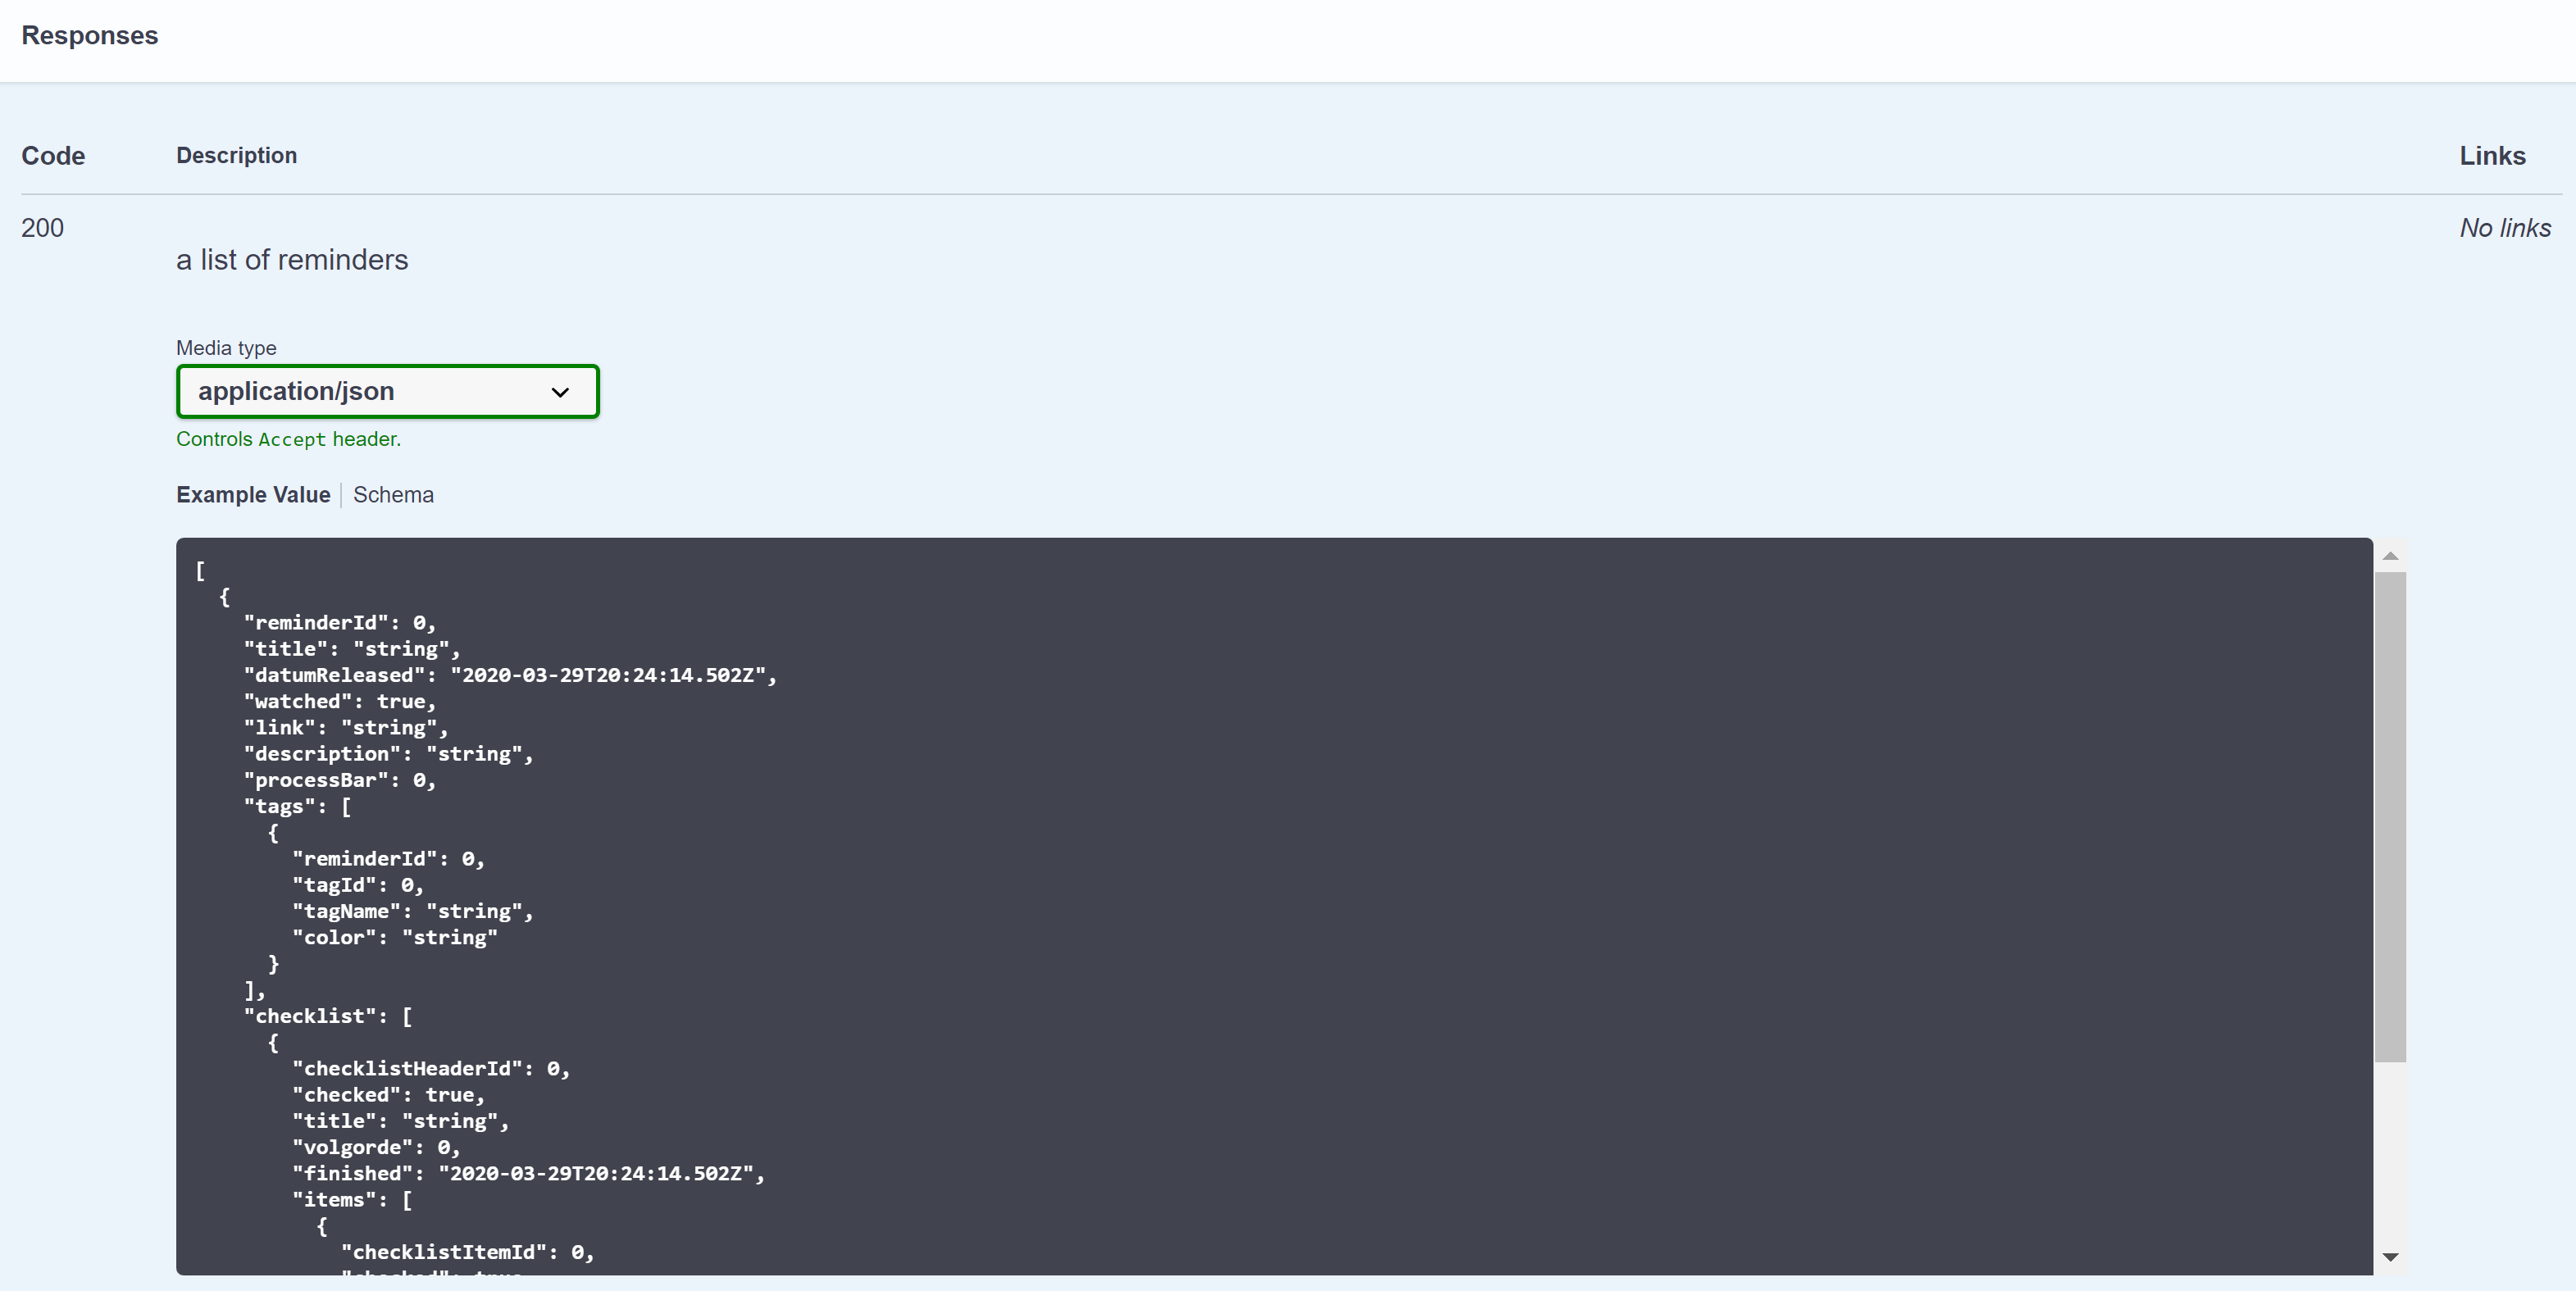 Responses
Code Description Links
200 No links
a list of reminders
Media type
application/json
Controls Accept header.
Example Value Schema
[
  {
    "reminderId": 0,
    "title": "string",
    "datumReleased": "2020-03-29T20:24:14.502Z",
    "watched": true,
    "link": "string",
    "description": "string",
    "processBar": 0,
    "tags": [
      {
        "reminderId": 0,
        "tagId": 0,
        "tagName": "string",
        "color": "string"
      }
    ],
    "checklist": [
      {
        "checklistHeaderId": 0,
        "checked": true,
        "title": "string",
        "volgorde": 0,
        "finished": "2020-03-29T20:24:14.502Z",
        "items": [
          {
            "checklistItemId": 0,